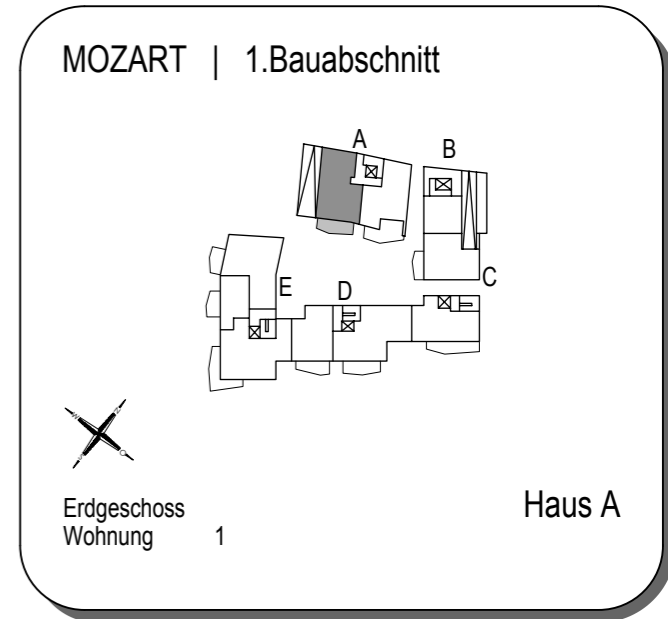 MOZART | 1.Bauabschnitt
A
B
C
E
D
N
W
O
S
Erdgeschoss
Wohnung 1
Haus A